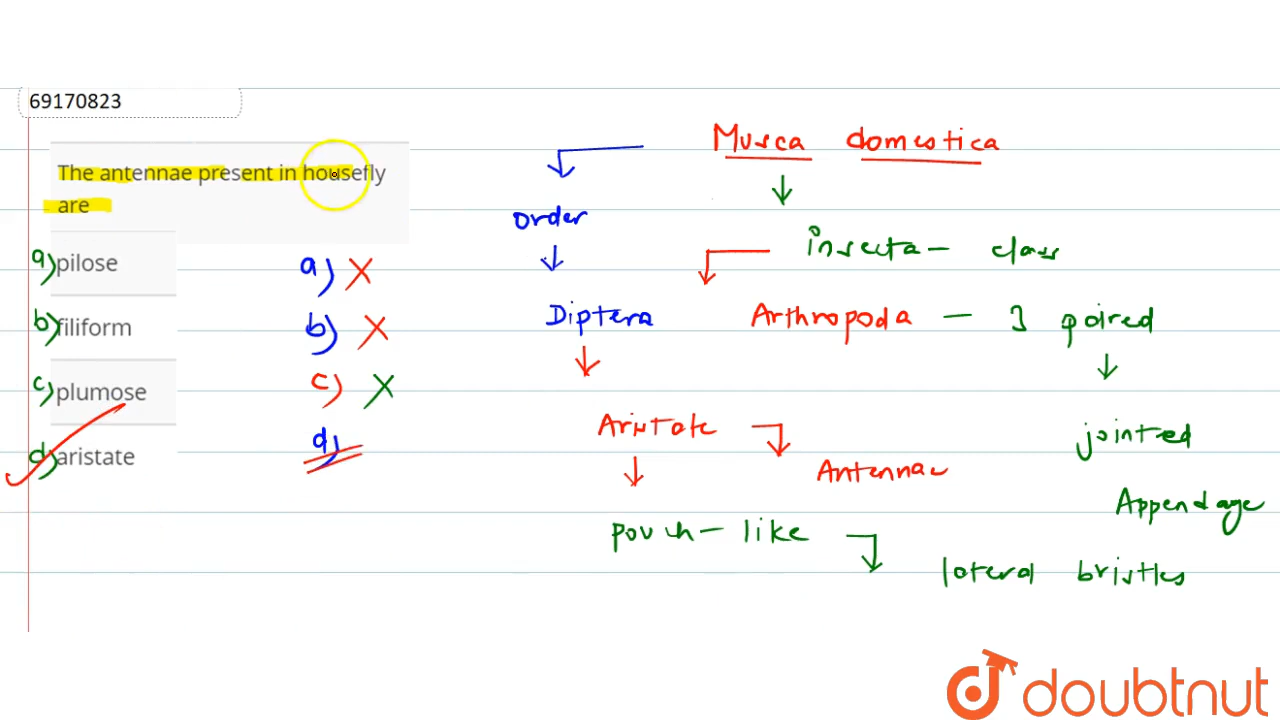 69170823
The antennae present in housefly
are
a) pilose
b) filiform
c) plumose
d) aristate
a) X
b) X
c) X
d)
Musca domestica
order
insecta - class
Diptera
Arthropoda - 3 paired
jointed
Appendage
Aristate
Antennae
pouch-like
lateral bristles
doubtnut